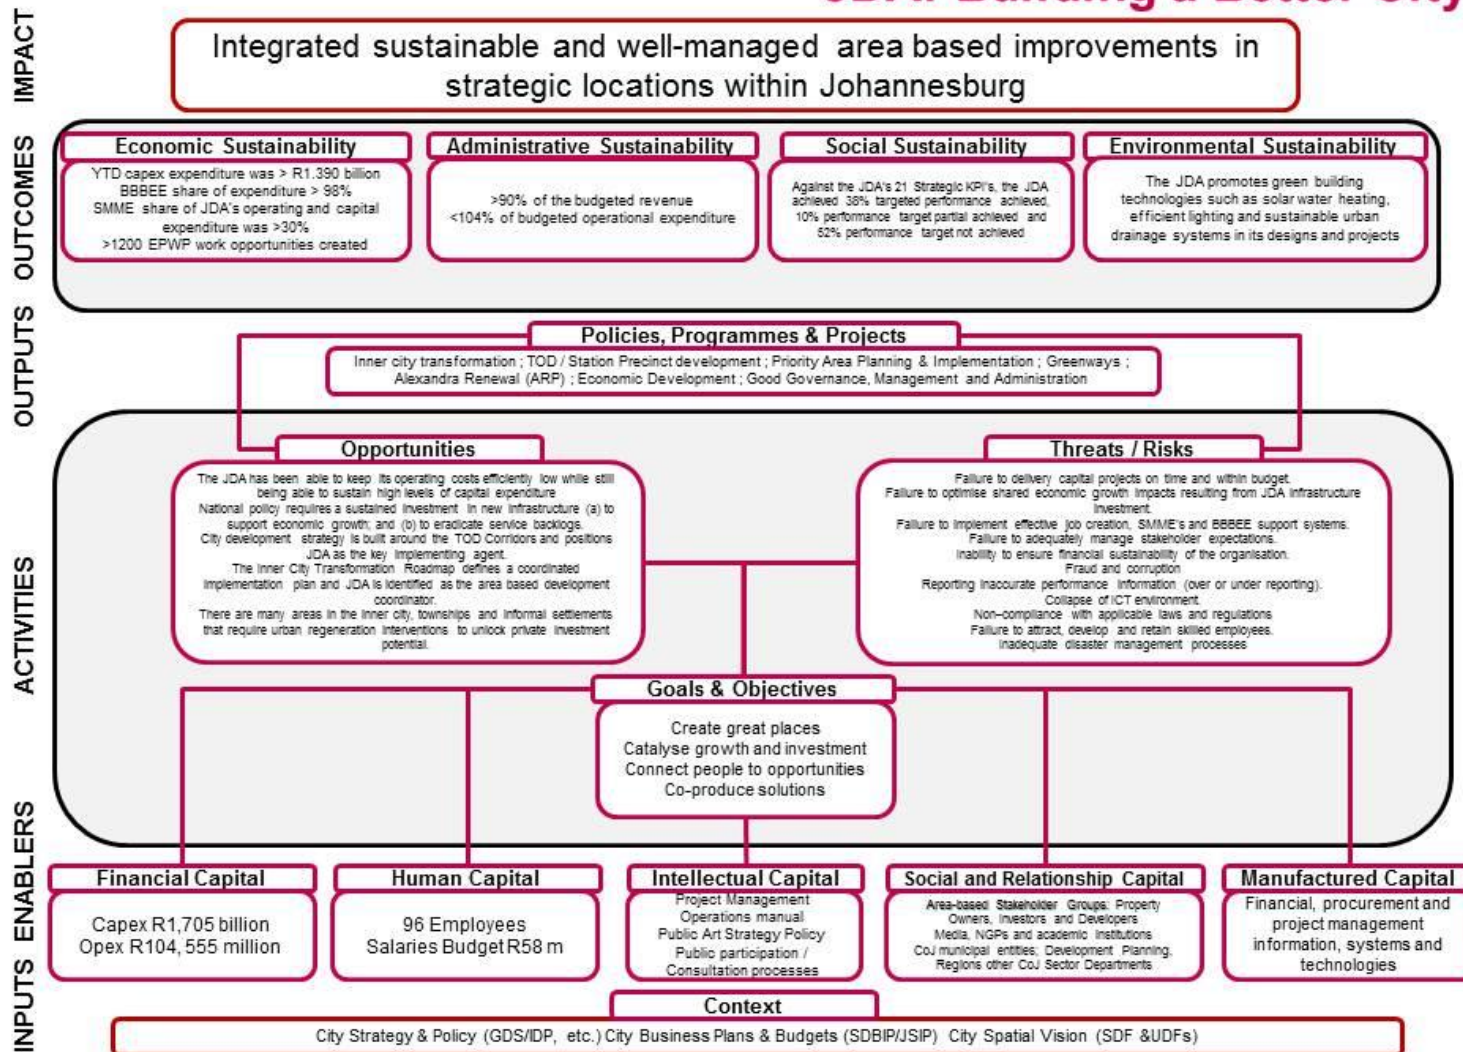 IMPACT
Integrated sustainable and well-managed area based improvements in
strategic locations within Johannesburg
OUTCOMES
Economic Sustainability
YTD capex expenditure was > R1.390 billion
BBBEE share of expenditure > 98%
SMME share of JDA's operating and capital
expenditure was >30%
>1200 EPWP work opportunities created
Administrative Sustainability
>90% of the budgeted revenue
<104% of budgeted operational expenditure
Social Sustainability
Against the JDA's 21 Strategic KPI's, the JDA
achieved 38% targeted performance achieved,
10% performance target partial achieved and
52% performance target not achieved
Environmental Sustainability
The JDA promotes green building
technologies such as solar water heating,
efficient lighting and sustainable urban
drainage systems in its designs and projects
OUTPUTS
Policies, Programmes & Projects
Inner city transformation ; TOD / Station Precinct development ; Priority Area Planning & Implementation ; Greenways ;
Alexandra Renewal (ARP) ; Economic Development ; Good Governance, Management and Administration
ACTIVITIES
Opportunities
The JDA has been able to keep its operating costs efficiently low while still
being able to sustain high levels of capital expenditure
National policy requires a sustained investment in new infrastructure (a) to
support economic growth; and (b) to eradicate service backlogs.
City development strategy is built around the TOD Corridors and positions
JDA as the key implementing agent.
The Inner City Transformation Roadmap defines a coordinated
implementation plan and JDA is identified as the area based development
coordinator.
There are many areas in the inner city, townships and informal settlements
that require urban regeneration interventions to unlock private investment
potential.
Threats / Risks
Failure to delivery capital projects on time and within budget.
Failure to optimise shared economic growth impacts resulting from JDA infrastructure
investment.
Failure to implement effective job creation, SMME's and BBBEE support systems.
Failure to adequately manage stakeholder expectations.
Inability to ensure financial sustainability of the organisation.
Fraud and corruption
Reporting inaccurate performance information (over or under reporting).
Collapse of ICT environment.
Non–compliance with applicable laws and regulations
Failure to attract, develop and retain skilled employees.
Inadequate disaster management processes
Goals & Objectives
Create great places
Catalyse growth and investment
Connect people to opportunities
Co-produce solutions
ENABLERS
Financial Capital
Capex R1,705 billion
Opex R104, 555 million
Human Capital
96 Employees
Salaries Budget R58 m
Intellectual Capital
Project Management
Operations manual
Public Art Strategy Policy
Public participation /
Consultation processes
Social and Relationship Capital
Area-based Stakeholder Groups: Property
Owners, Investors and Developers
Media, NGPs and academic institutions
CoJ municipal entities; Development Planning,
Regions other CoJ Sector Departments
Manufactured Capital
Financial, procurement and
project management
information, systems and
technologies
INPUTS
Context
City Strategy & Policy (GDS/IDP, etc.) City Business Plans & Budgets (SDBIP/JSIP) City Spatial Vision (SDF &UDFs)